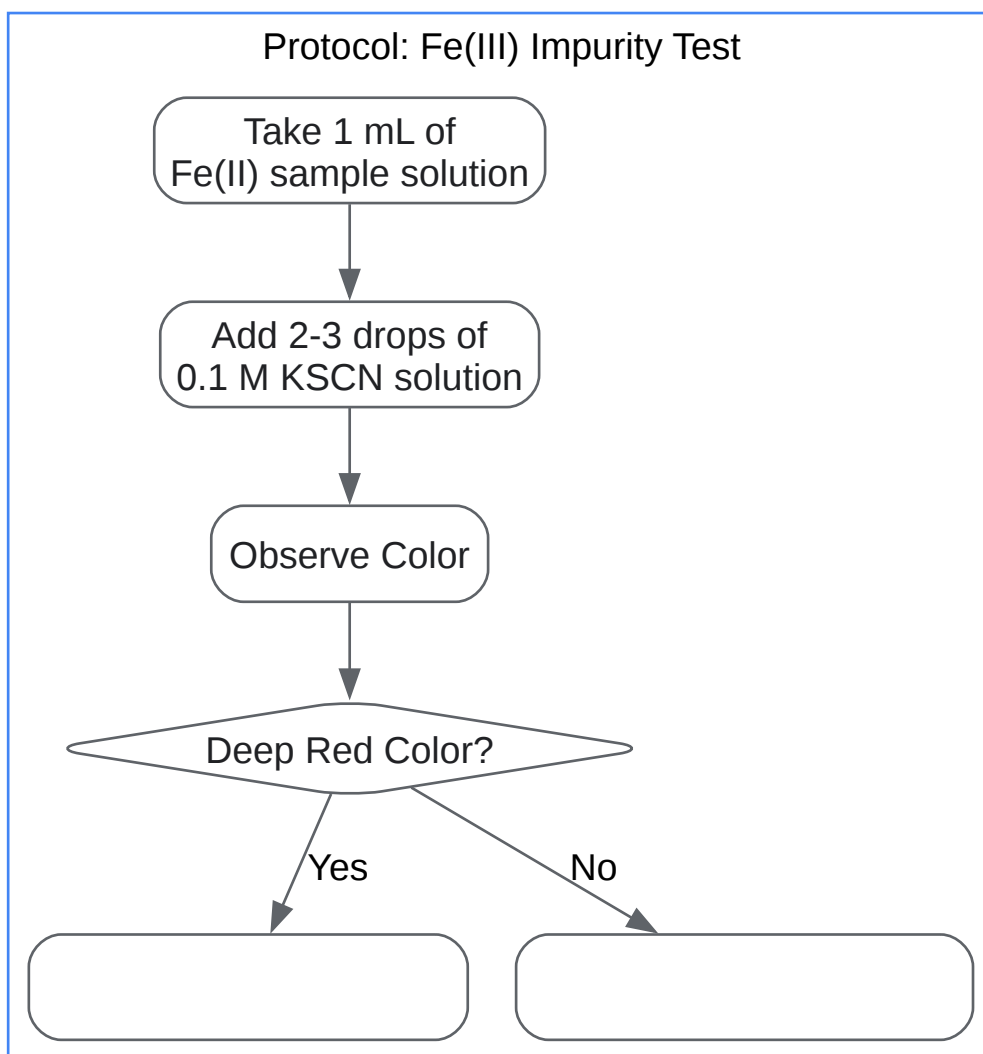 Protocol: Fe(III) Impurity Test
Take 1 mL of
Fe(II) sample solution
Add 2-3 drops of
0.1 M KSCN solution
Observe Color
Deep Red Color?
Yes
No